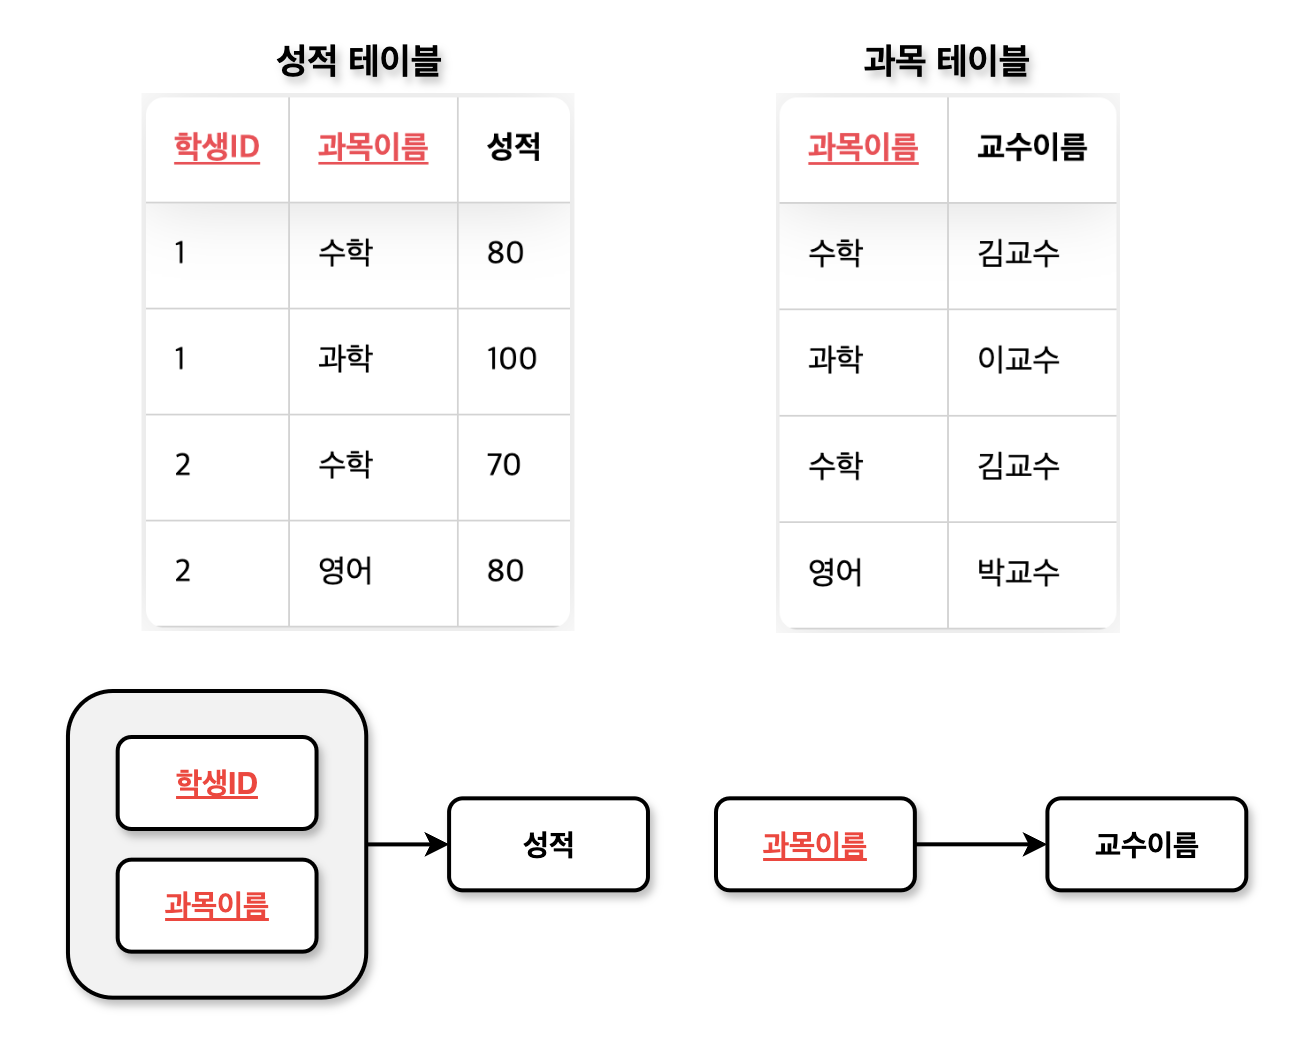 성적 테이블
학생ID 과목이름 성적
1 수학 80
1 과학 100
2 수학 70
2 영어 80
과목 테이블
과목이름 교수이름
수학 김교수
과학 이교수
수학 김교수
영어 박교수
학생ID
과목이름
성적
과목이름
교수이름